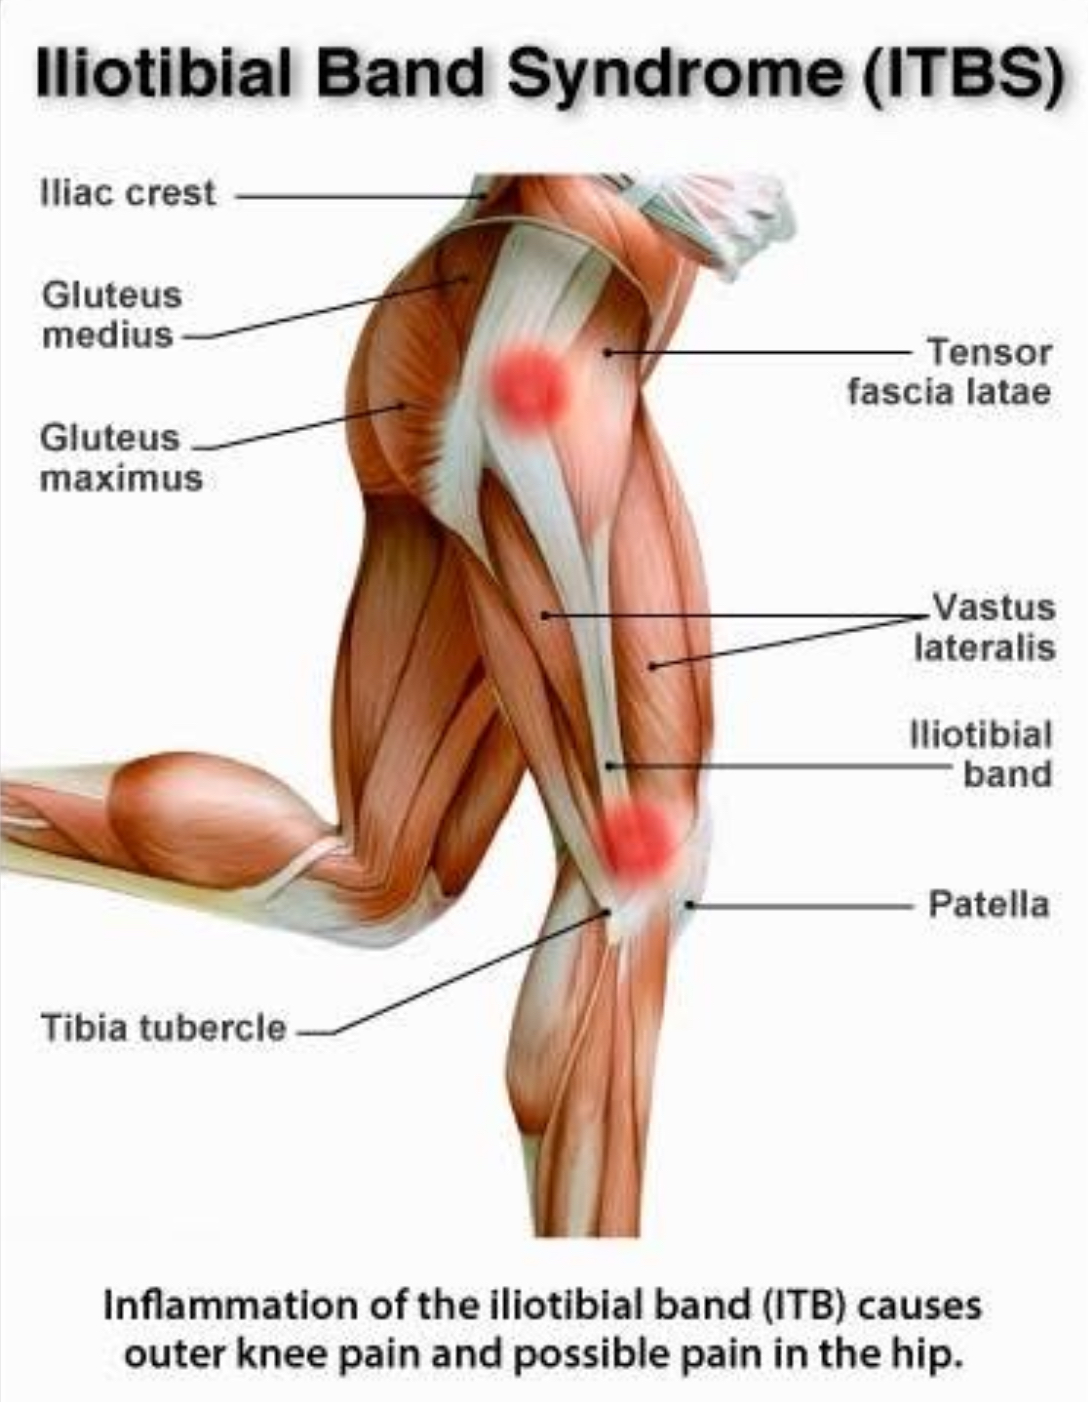 Iliotibial Band Syndrome (ITBS)
Iliac crest
Gluteus
medius
Gluteus
maximus
Tensor
fascia latae
Vastus
lateralis
Iliotibial
band
Patella
Tibia tubercle
Inflammation of the iliotibial band (ITB) causes
outer knee pain and possible pain in the hip.